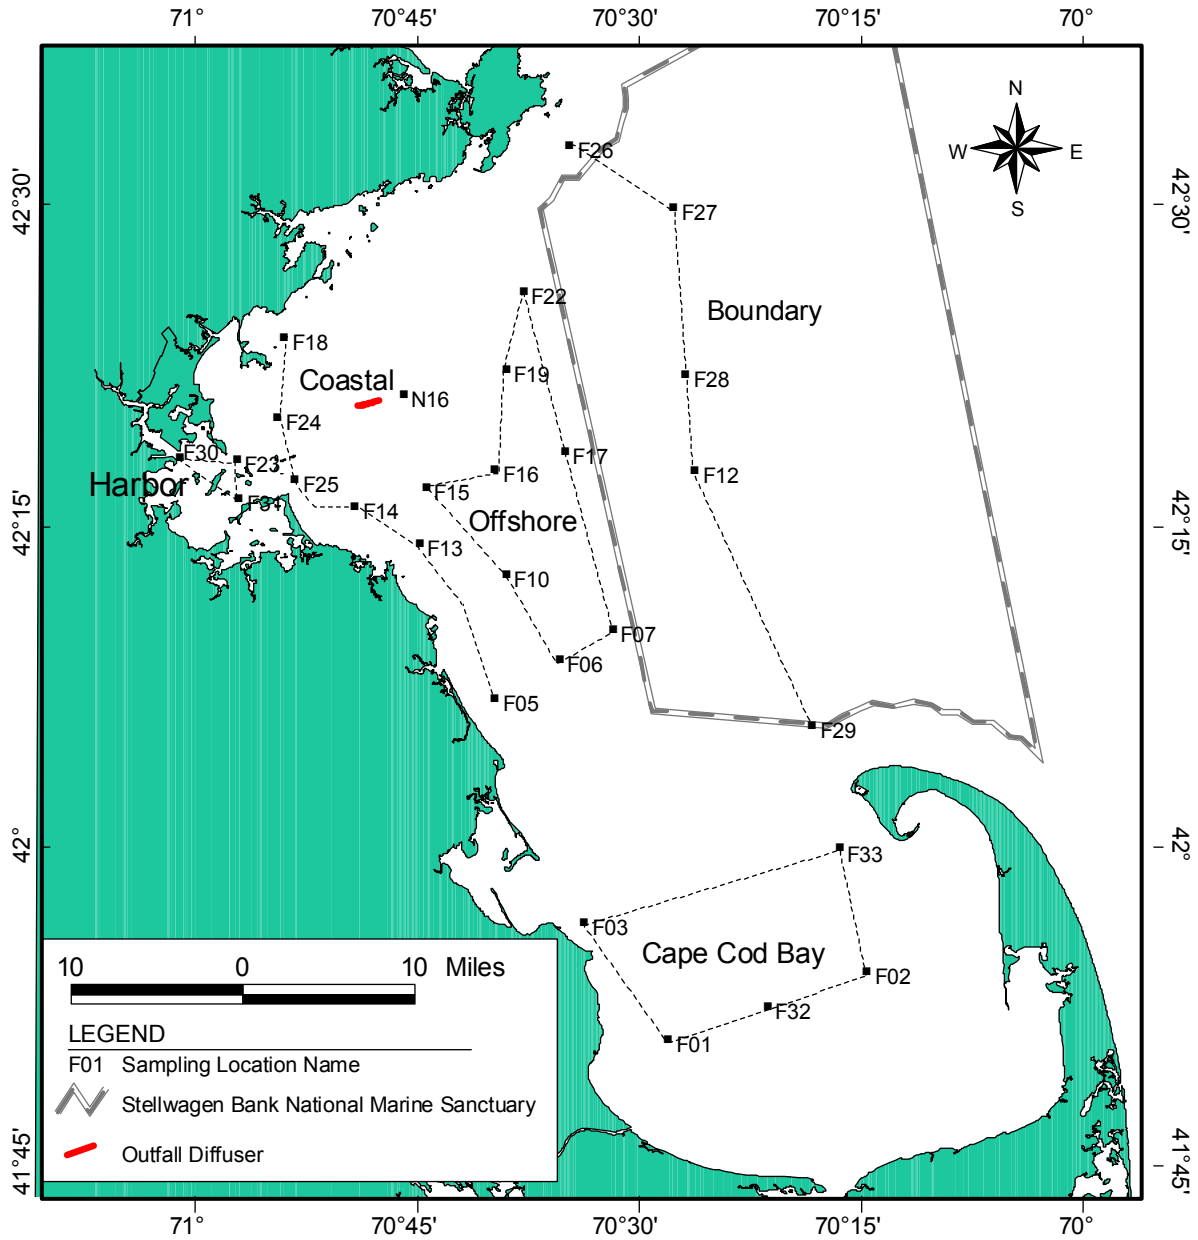 71° 70°45' 70°30' 70°15' 70°
N
W E
S
F26
42°30' 42°30'
F27
F22
Boundary
F18
F19
F28
Coastal
N16
F24
F17
F30 F23
F16
F12
Harbor
F25
F15
F31
F14
Offshore
42°15' 42°15'
F13
F10
F07
F06
F05
F29
42° 42°
F33
F03
Cape Cod Bay
F02
F32
F01
10 0 10 Miles
LEGEND
F01 Sampling Location Name
Stellwagen Bank National Marine Sanctuary
Outfall Diffuser
41°45' 41°45'
71° 70°45' 70°30' 70°15' 70°